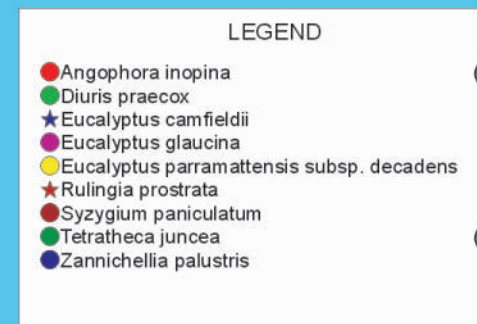 LEGEND
Angophora inopina
Diuris praecox
Eucalyptus camfieldii
Eucalyptus glaucina
Eucalyptus parramattensis subsp. decadens
Rulingia prostrata
Syzygium paniculatum
Tetratheca juncea
Zannichellia palustris